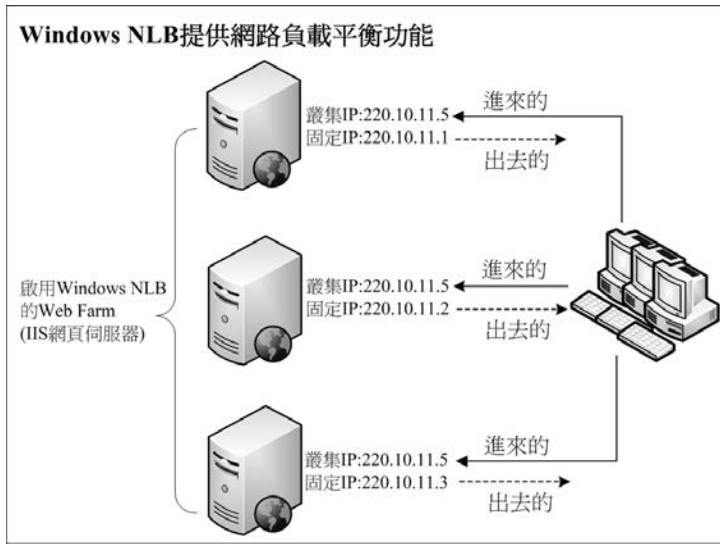 Windows NLB提供網路負載平衡功能
叢集IP:220.10.11.5
進來的
固定IP:220.10.11.1
出去的
啟用Windows NLB
的Web Farm
(IIS網頁伺服器)
叢集IP:220.10.11.5
進來的
固定IP:220.10.11.2
出去的
叢集IP:220.10.11.5
進來的
固定IP:220.10.11.3
出去的